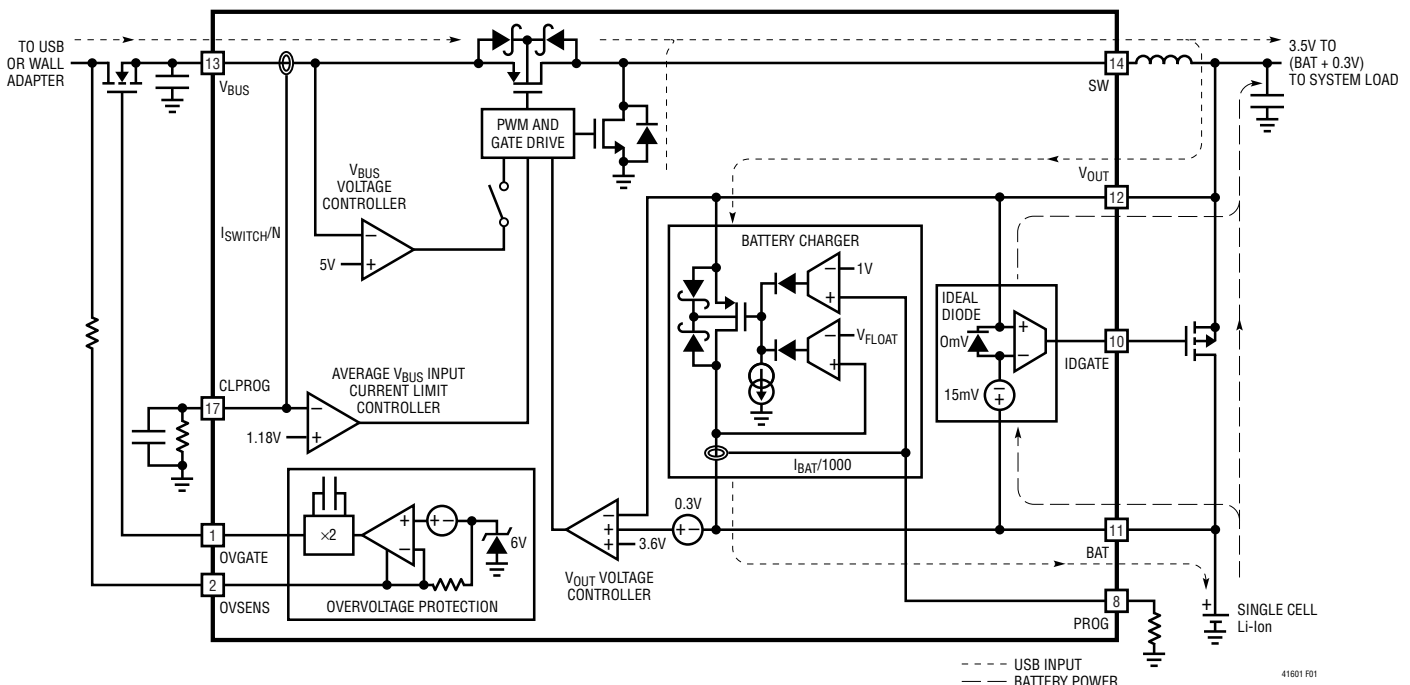 TO USB
OR WALL
ADAPTER
13
VBUS
14
SW
3.5V TO
(BAT + 0.3V)
TO SYSTEM LOAD
PWM AND
GATE DRIVE
VBUS
VOLTAGE
CONTROLLER
ISWITCH/N
−
+
5V
VOUT
12
BATTERY CHARGER
−
+
1V
−
+
VFLOAT
IBAT/1000
IDEAL
DIODE
0mV
+
−
15mV
−
+
10
IDGATE
CLPROG
17
AVERAGE VBUS INPUT
CURRENT LIMIT
CONTROLLER
−
+
1.18V
1
OVGATE
2
OVSENS
×2
+
−
+ −
6V
OVERVOLTAGE PROTECTION
−
+
+
3.6V
0.3V
+ −
VOUT VOLTAGE
CONTROLLER
11
BAT
8
PROG
+
SINGLE CELL
Li-Ion
USB INPUT
BATTERY POWER
41601 F01